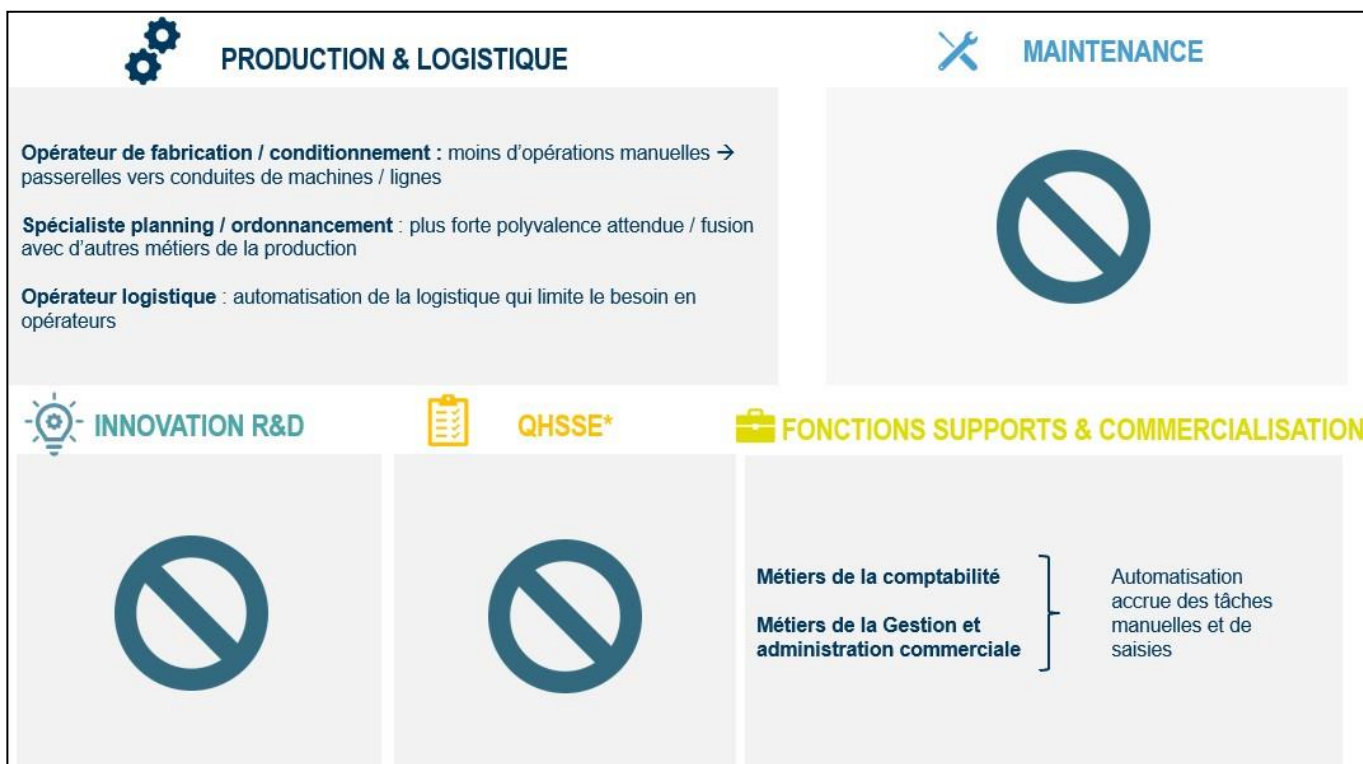 PRODUCTION & LOGISTIQUE
MAINTENANCE
Opérateur de fabrication / conditionnement : moins d'opérations manuelles →
passerelles vers conduites de machines / lignes
Spécialiste planning / ordonnancement : plus forte polyvalence attendue / fusion
avec d'autres métiers de la production
Opérateur logistique : automatisation de la logistique qui limite le besoin en
opérateurs
INNOVATION R&D
QHSSE*
FONCTIONS SUPPORTS & COMMERCIALISATION
Métiers de la comptabilité
Métiers de la Gestion et
administration commerciale
Automatisation
accrue des tâches
manuelles et de
saisies